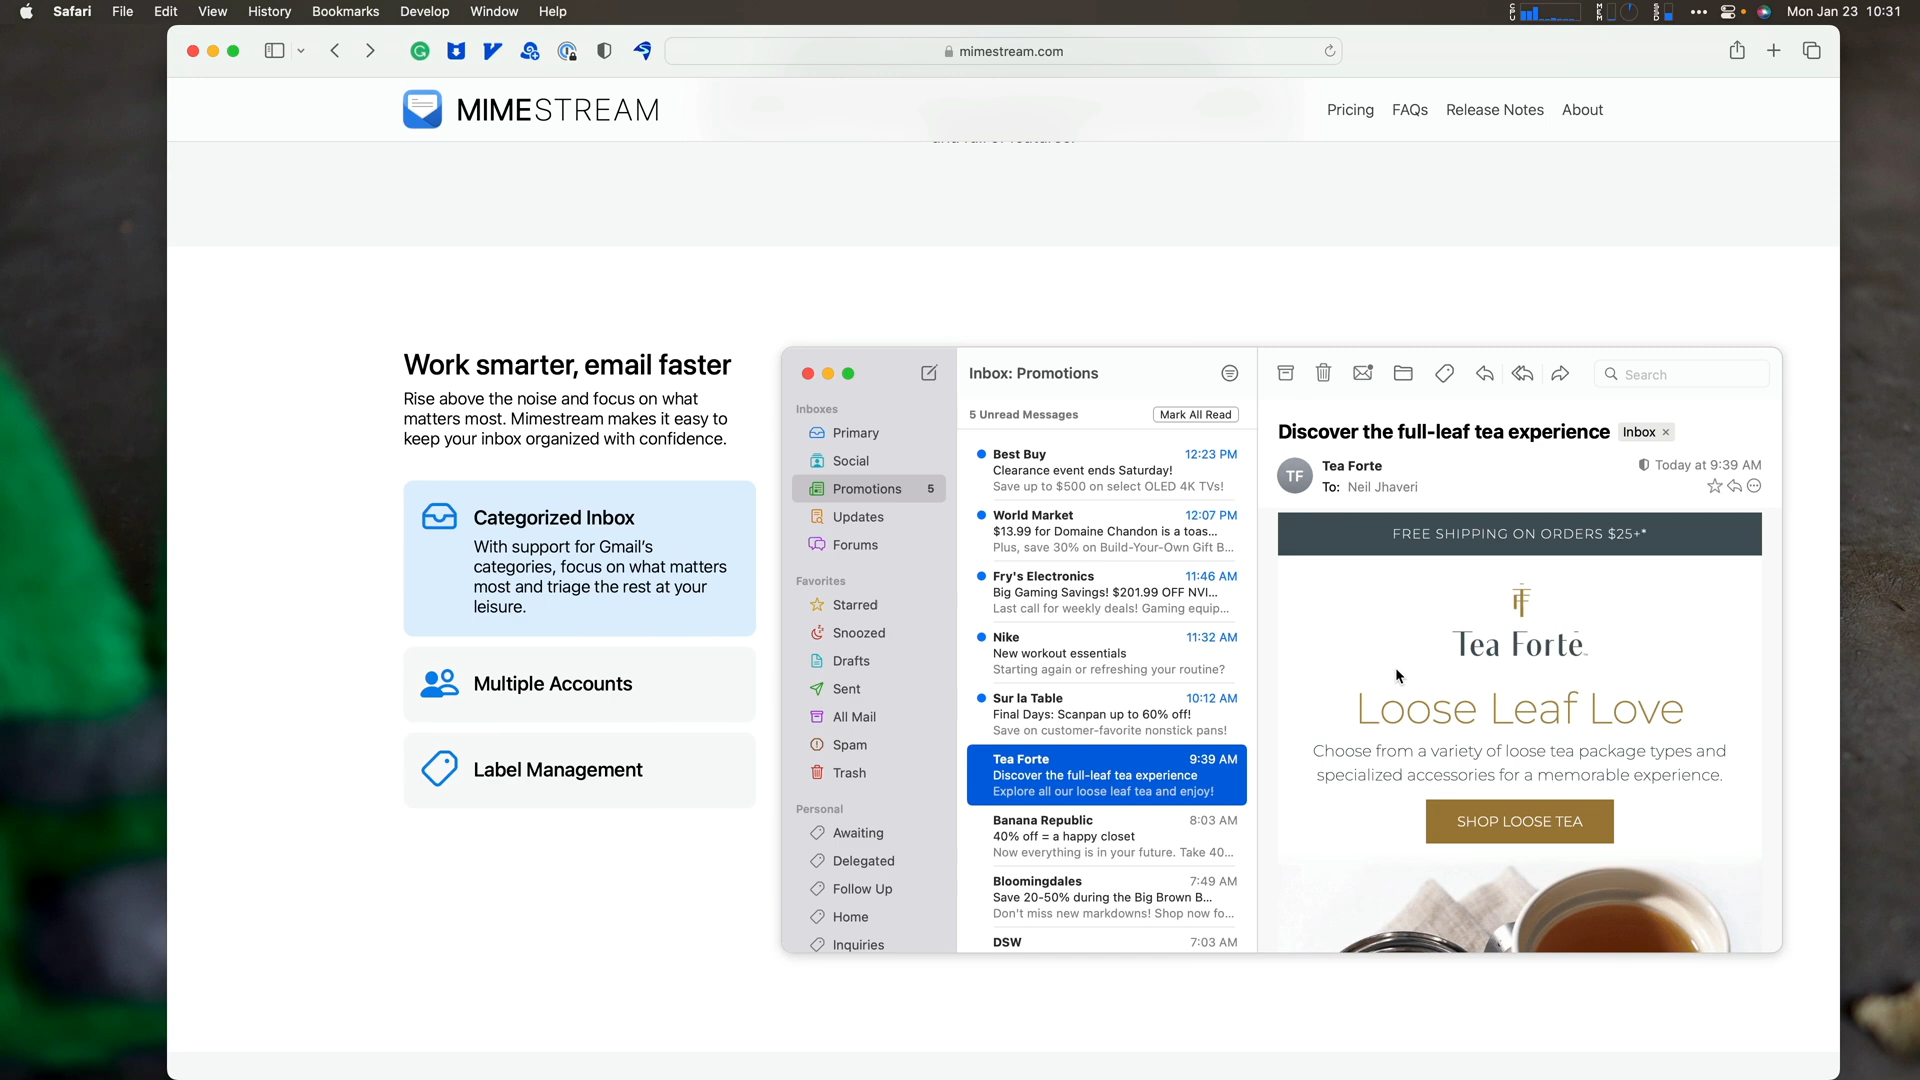 Safari File Edit View History Bookmarks Develop Window Help
CPU MEM SSD Mon Jan 23 10:31
mimestream.com
MIMESTREAM
Pricing FAQs Release Notes About
Work smarter, email faster
Rise above the noise and focus on what
matters most. Mimestream makes it easy to
keep your inbox organized with confidence.
Categorized Inbox
With support for Gmail's
categories, focus on what matters
most and triage the rest at your
leisure.
Multiple Accounts
Label Management
Inboxes
Primary
Social
Promotions 5
Updates
Forums
Favorites
Starred
Snoozed
Drafts
Sent
All Mail
Spam
Trash
Personal
Awaiting
Delegated
Follow Up
Home
Inquiries
Inbox: Promotions
5 Unread Messages Mark All Read
Best Buy 12:23 PM
Clearance event ends Saturday!
Save up to $500 on select OLED 4K TVs!
World Market 12:07 PM
$13.99 for Domaine Chandon is a toas...
Plus, save 30% on Build-Your-Own Gift B...
Fry's Electronics 11:46 AM
Big Gaming Savings! $201.99 OFF NVI...
Last call for weekly deals! Gaming equip...
Nike 11:32 AM
New workout essentials
Starting again or refreshing your routine?
Sur la Table 10:12 AM
Final Days: Scanpan up to 60% off!
Save on customer-favorite nonstick pans!
Tea Forte 9:39 AM
Discover the full-leaf tea experience
Explore all our loose leaf tea and enjoy!
Banana Republic 8:03 AM
40% off = a happy closet
Now everything is in your future. Take 40...
Bloomingdales 7:49 AM
Save 20-50% during the Big Brown B...
Don't miss new markdowns! Shop now fo...
DSW 7:03 AM
Search
Discover the full-leaf tea experience Inbox ×
TF
Tea Forte Today at 9:39 AM
To: Neil Jhaveri
FREE SHIPPING ON ORDERS $25+*
Tea Forté™
Loose Leaf Love
Choose from a variety of loose tea package types and
specialized accessories for a memorable experience.
SHOP LOOSE TEA